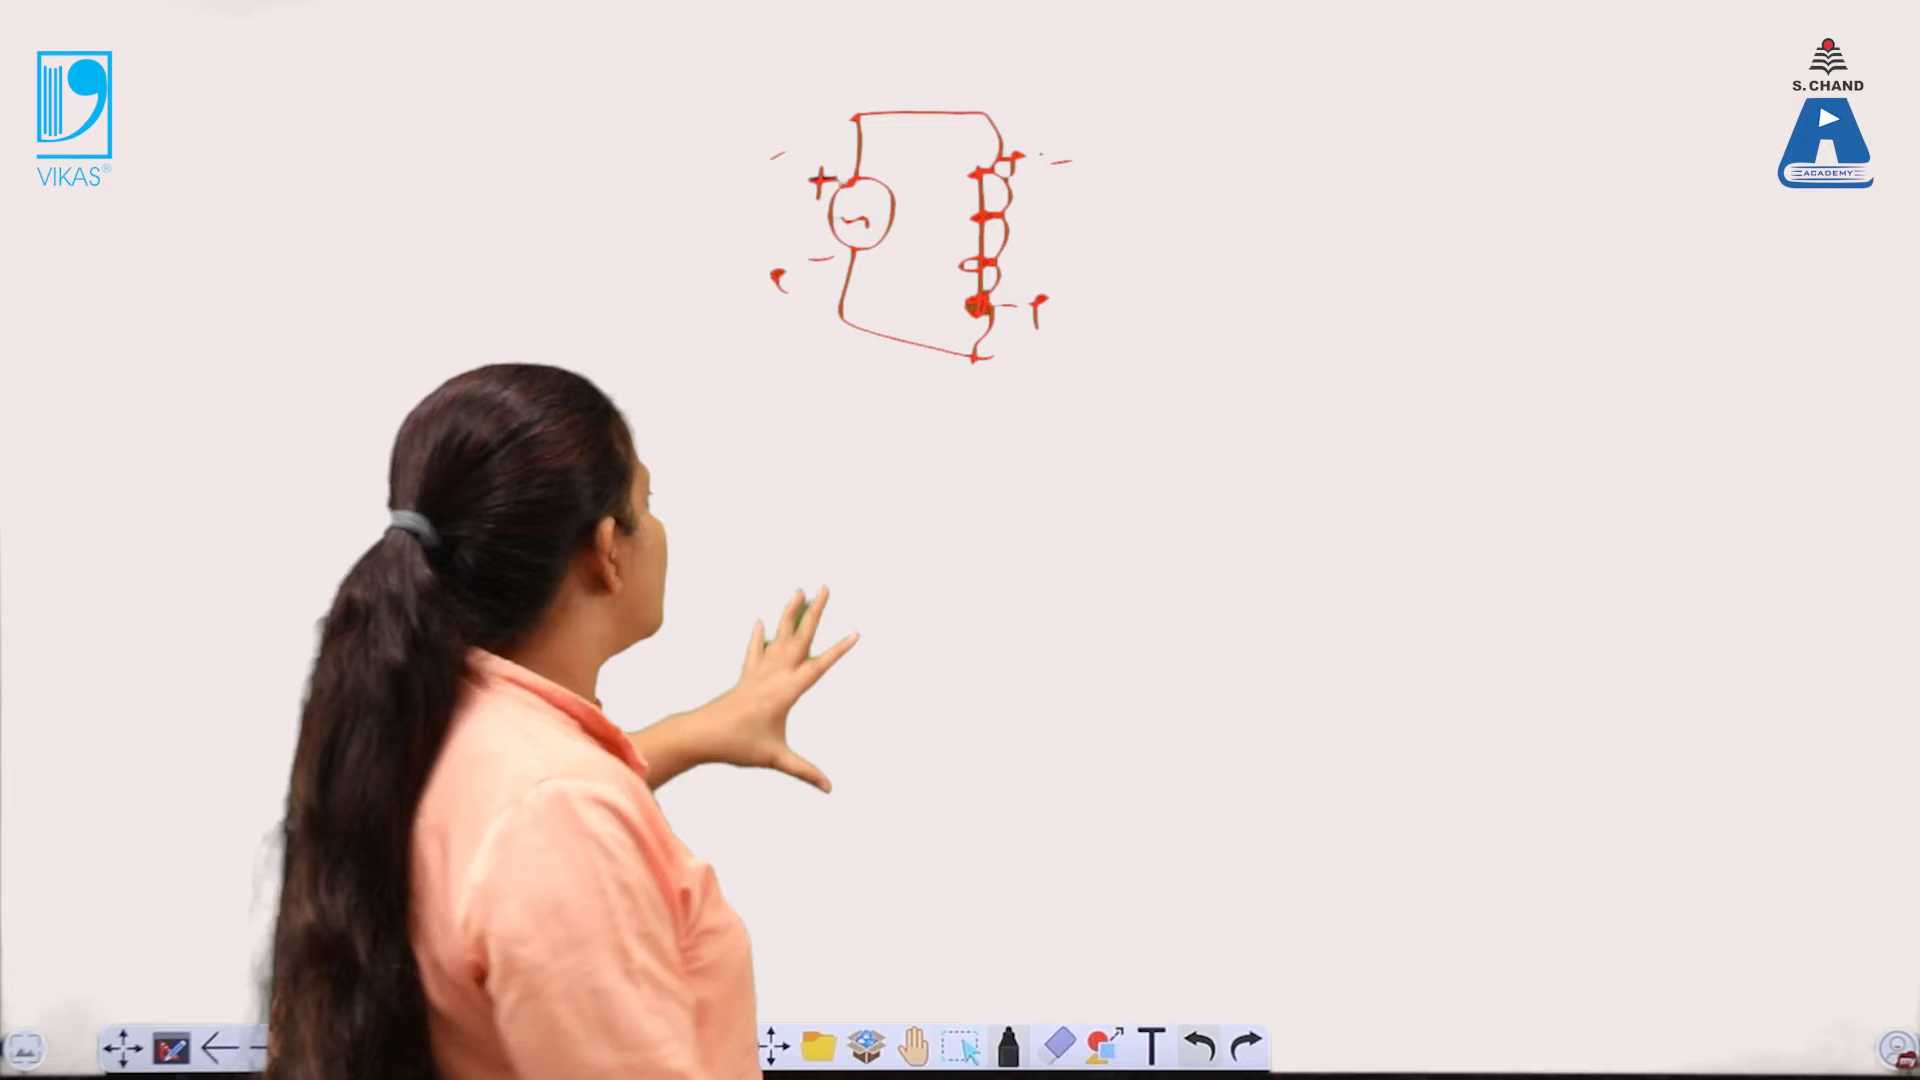 VIKAS®
S. CHAND
ACADEMY
+
+ -
-
- +
T